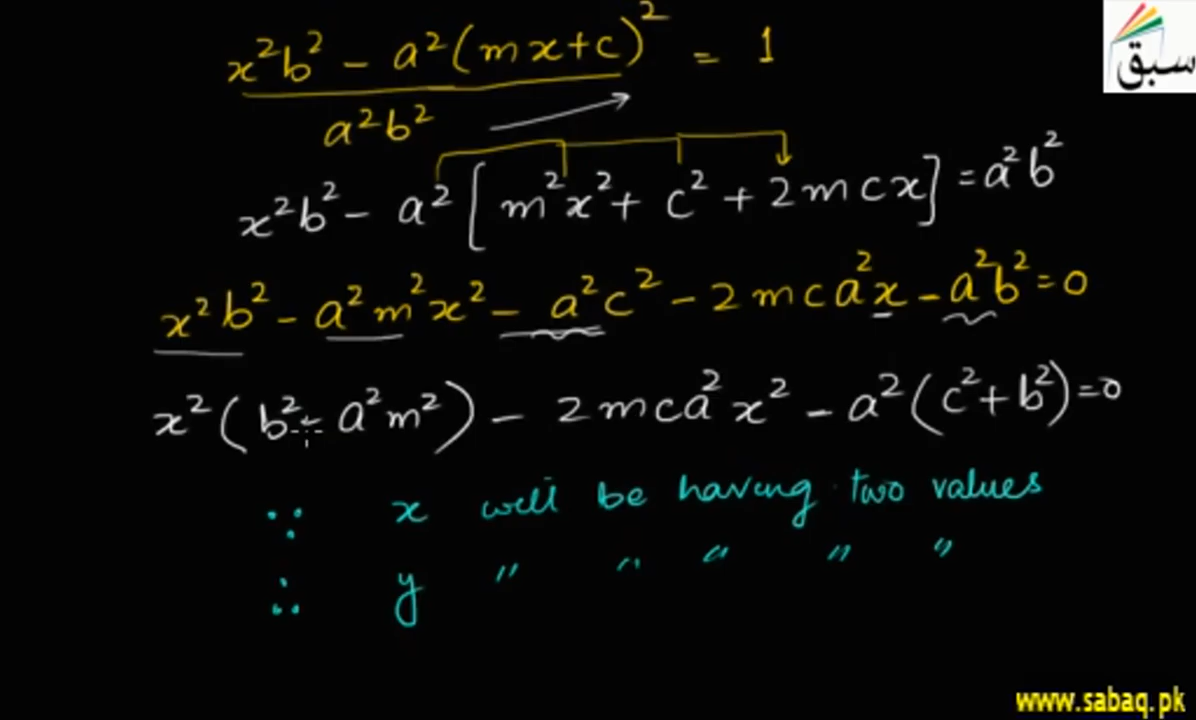 سبق
x²b² - a²(mx+c)² = 1
a²b²
x²b² - a² [m²x² + c² + 2mcx] = a²b²
x²b² - a²m²x² - a²c² - 2mca²x - a²b² = 0
x²(b² - a²m²) - 2mca²x² - a²(c²+b²) = 0
∵ x will be having two values
∴ y " " " " "
www.sabaq.pk